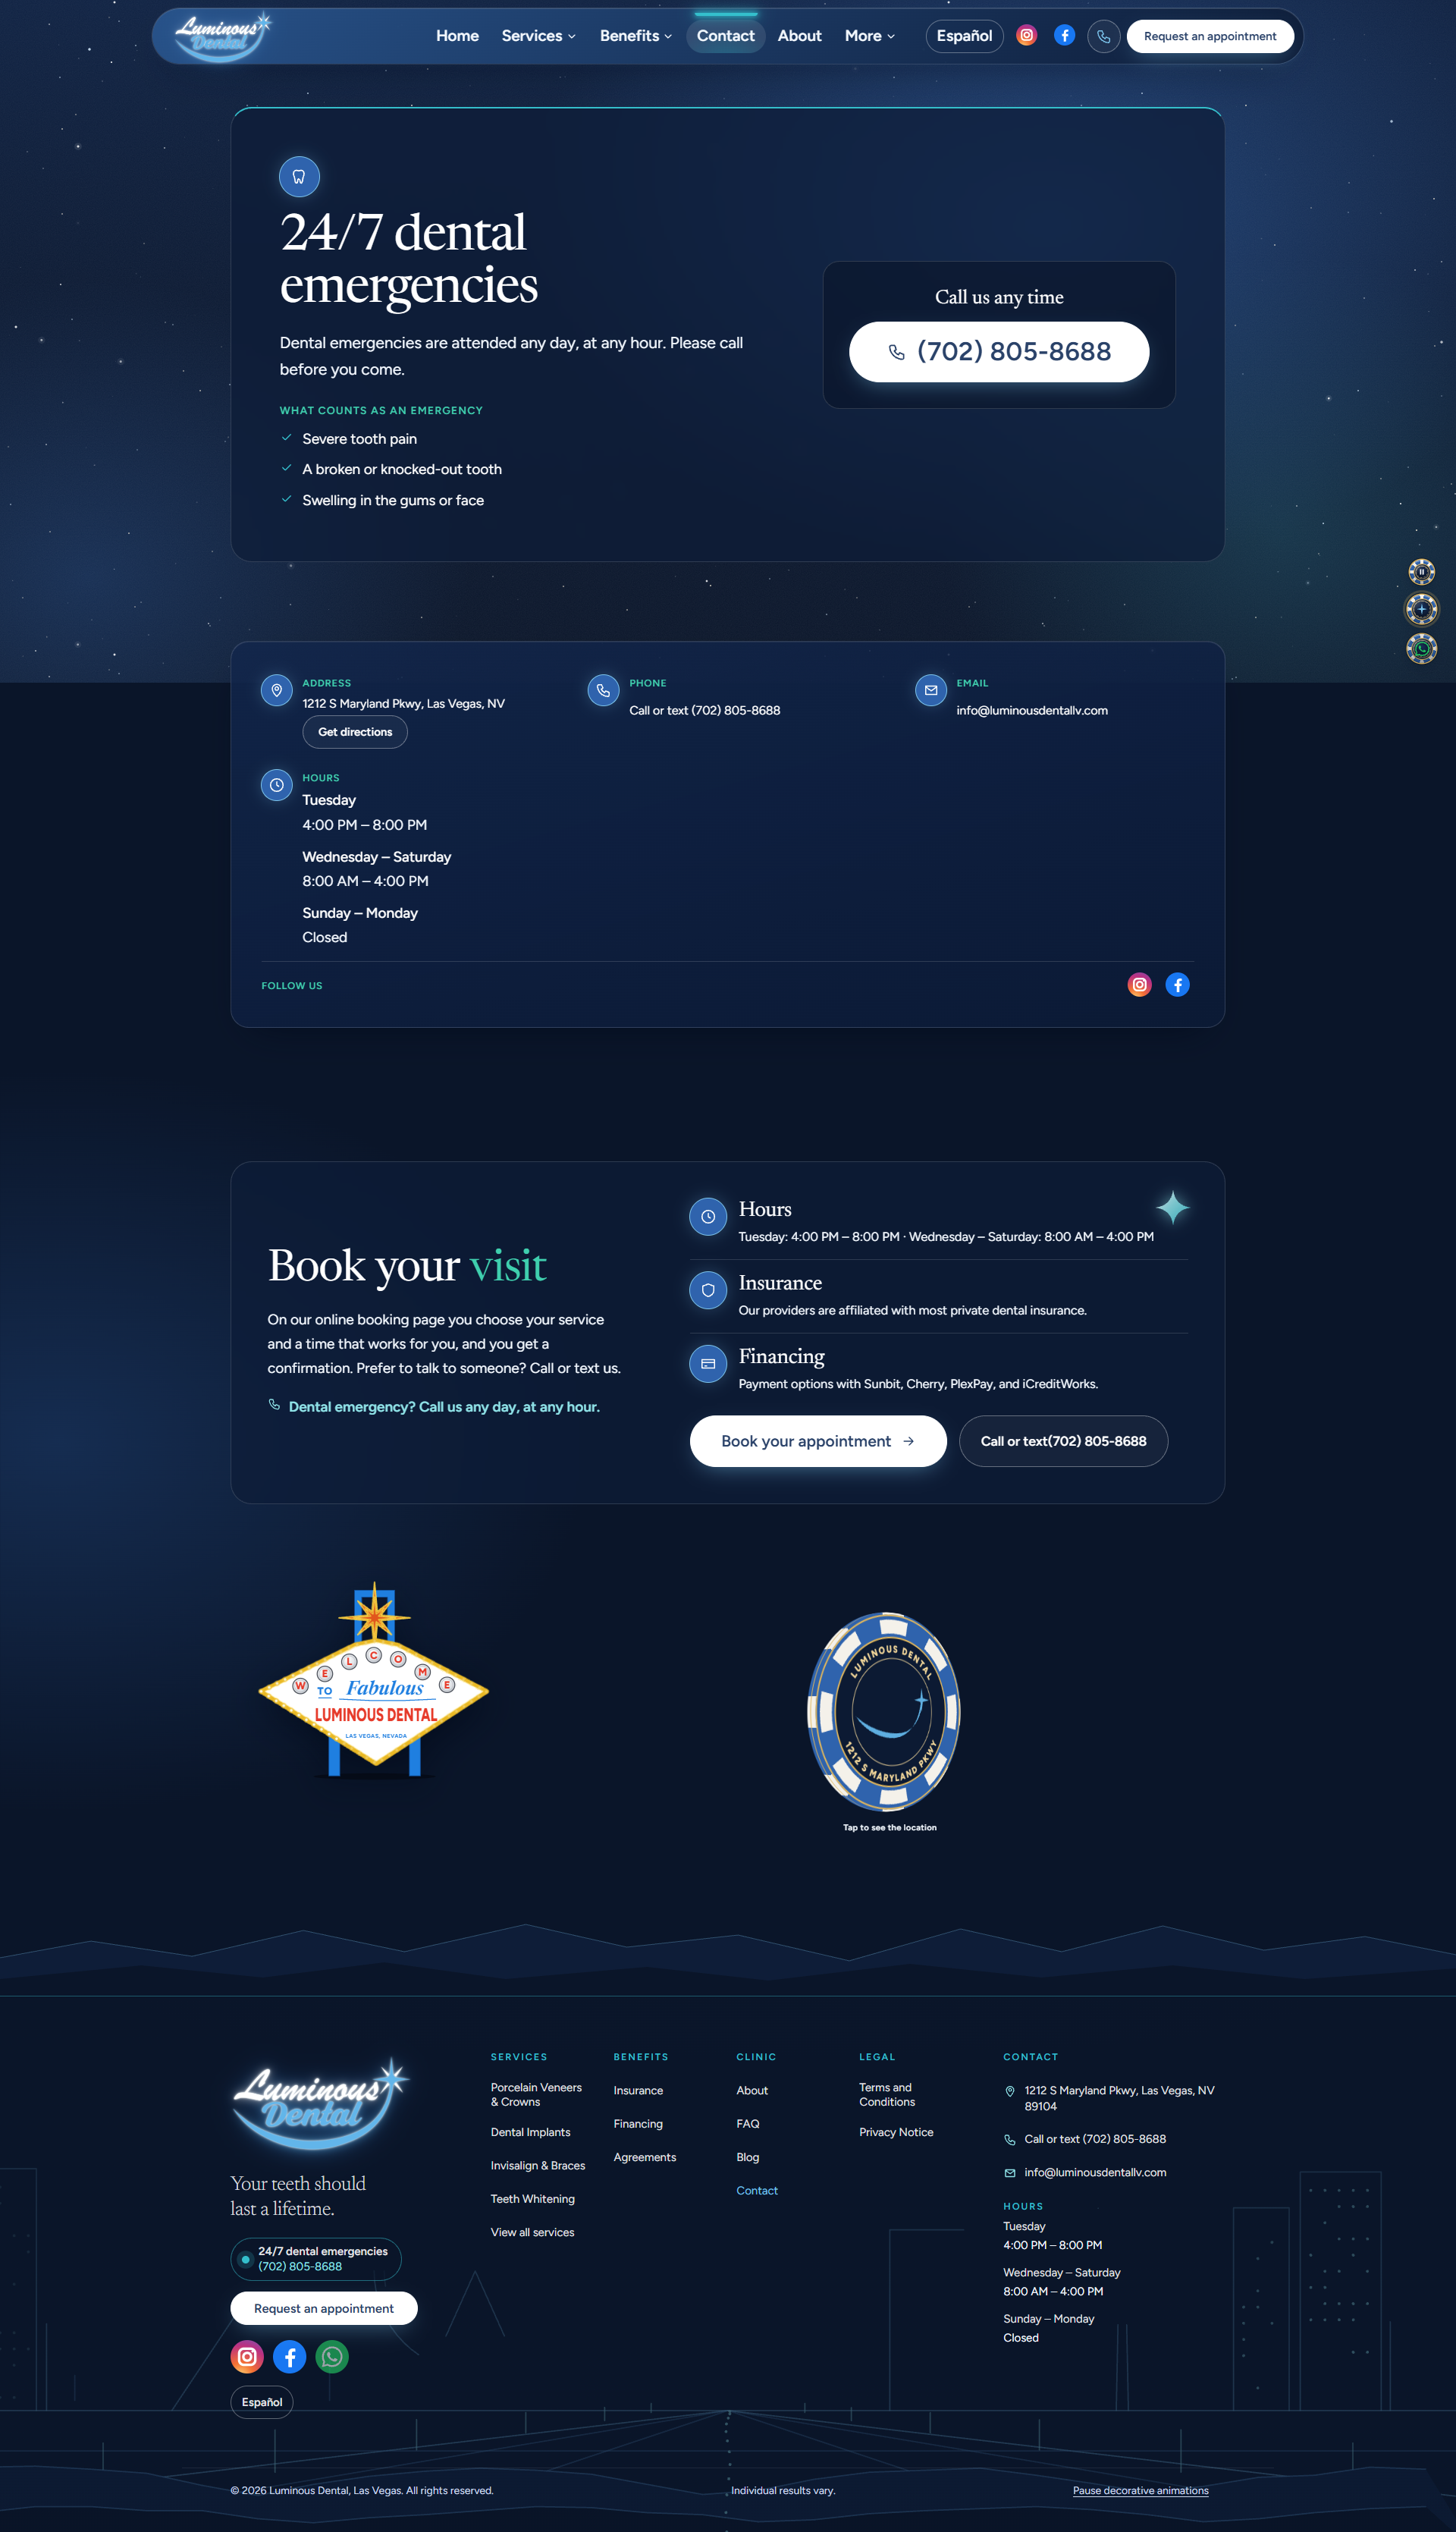 Luminous
Dental
Home
Services
Benefits
Contact
About
More
Español
Request an appointment
24/7 dental
emergencies
Dental emergencies are attended any day, at any hour. Please call
before you come.
WHAT COUNTS AS AN EMERGENCY
Severe tooth pain
A broken or knocked-out tooth
Swelling in the gums or face
Call us any time
(702) 805-8688
ADDRESS
1212 S Maryland Pkwy, Las Vegas, NV
Get directions
PHONE
Call or text (702) 805-8688
EMAIL
info@luminousdentallv.com
HOURS
Tuesday
4:00 PM – 8:00 PM
Wednesday – Saturday
8:00 AM – 4:00 PM
Sunday – Monday
Closed
FOLLOW US
Book your visit
On our online booking page you choose your service
and a time that works for you, and you get a
confirmation. Prefer to talk to someone? Call or text us.
Dental emergency? Call us any day, at any hour.
Hours
Tuesday: 4:00 PM – 8:00 PM · Wednesday – Saturday: 8:00 AM – 4:00 PM
Insurance
Our providers are affiliated with most private dental insurance.
Financing
Payment options with Sunbit, Cherry, PlexPay, and iCreditWorks.
Book your appointment
Call or text(702) 805-8688
WELCOME
TO Fabulous
LUMINOUS DENTAL
LAS VEGAS, NEVADA
LUMINOUS DENTAL
1212 S MARYLAND PKWY
Tap to see the location
Luminous
Dental
Your teeth should
last a lifetime.
24/7 dental emergencies
(702) 805-8688
Request an appointment
Español
SERVICES
Porcelain Veneers
& Crowns
Dental Implants
Invisalign & Braces
Teeth Whitening
View all services
BENEFITS
Insurance
Financing
Agreements
CLINIC
About
FAQ
Blog
Contact
LEGAL
Terms and
Conditions
Privacy Notice
CONTACT
1212 S Maryland Pkwy, Las Vegas, NV
89104
Call or text (702) 805-8688
info@luminousdentallv.com
HOURS
Tuesday
4:00 PM – 8:00 PM
Wednesday – Saturday
8:00 AM – 4:00 PM
Sunday – Monday
Closed
© 2026 Luminous Dental, Las Vegas. All rights reserved.
Individual results vary.
Pause decorative animations